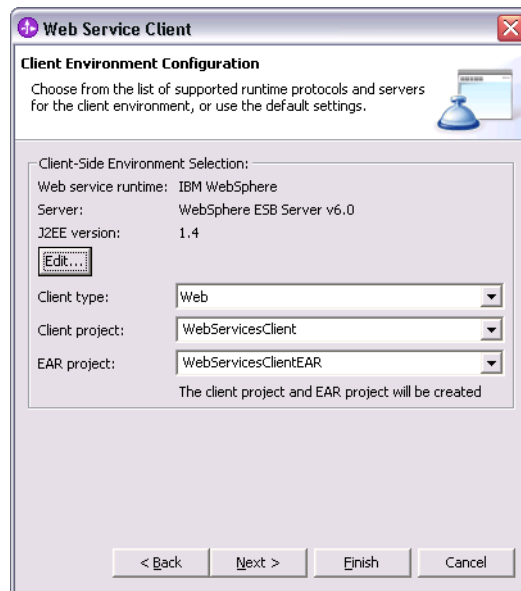 Web Service Client
Client Environment Configuration
Choose from the list of supported runtime protocols and servers
for the client environment, or use the default settings.
Client-Side Environment Selection:
Web service runtime: IBM WebSphere
Server: WebSphere ESB Server v6.0
J2EE version: 1.4
Edit...
Client type: Web
Client project: WebServicesClient
EAR project: WebServicesClientEAR
The client project and EAR project will be created
< Back Next > Finish Cancel